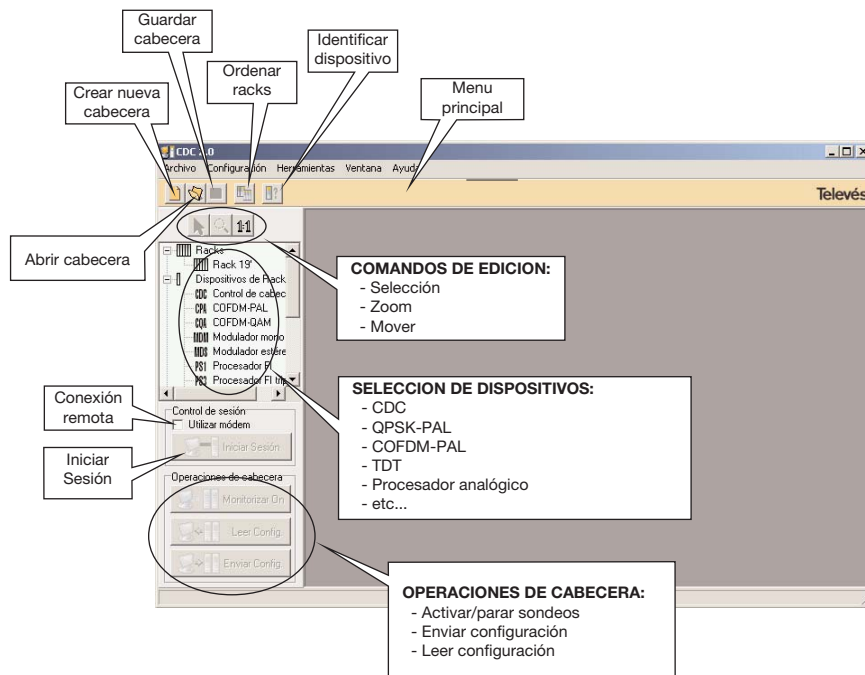 Guardar
cabecera
Identificar
dispositivo
Ordenar
racks
Menu
principal
Crear nueva
cabecera
CDC 2.0
Archivo Configuración Herramientas Ventana Ayuda
Televés
1:1
Abrir cabecera
Racks
Rack 19'
Dispositivos de Rack
CDC Control de cabec
CPA COFDM-PAL
CQA COFDM-QAM
MDM Modulador mono
MDS Modulador estére
PS1 Procesador FI
PS3 Procesador FI trip
COMANDOS DE EDICION:
- Selección
- Zoom
- Mover
SELECCION DE DISPOSITIVOS:
- CDC
- QPSK-PAL
- COFDM-PAL
- TDT
- Procesador analógico
- etc...
Conexión
remota
Control de sesión
Utilizar módem
Iniciar Sesión
Iniciar
Sesión
Operaciones de cabecera
Monitorizar On
Leer Config.
Enviar Config.
OPERACIONES DE CABECERA:
- Activar/parar sondeos
- Enviar configuración
- Leer configuración